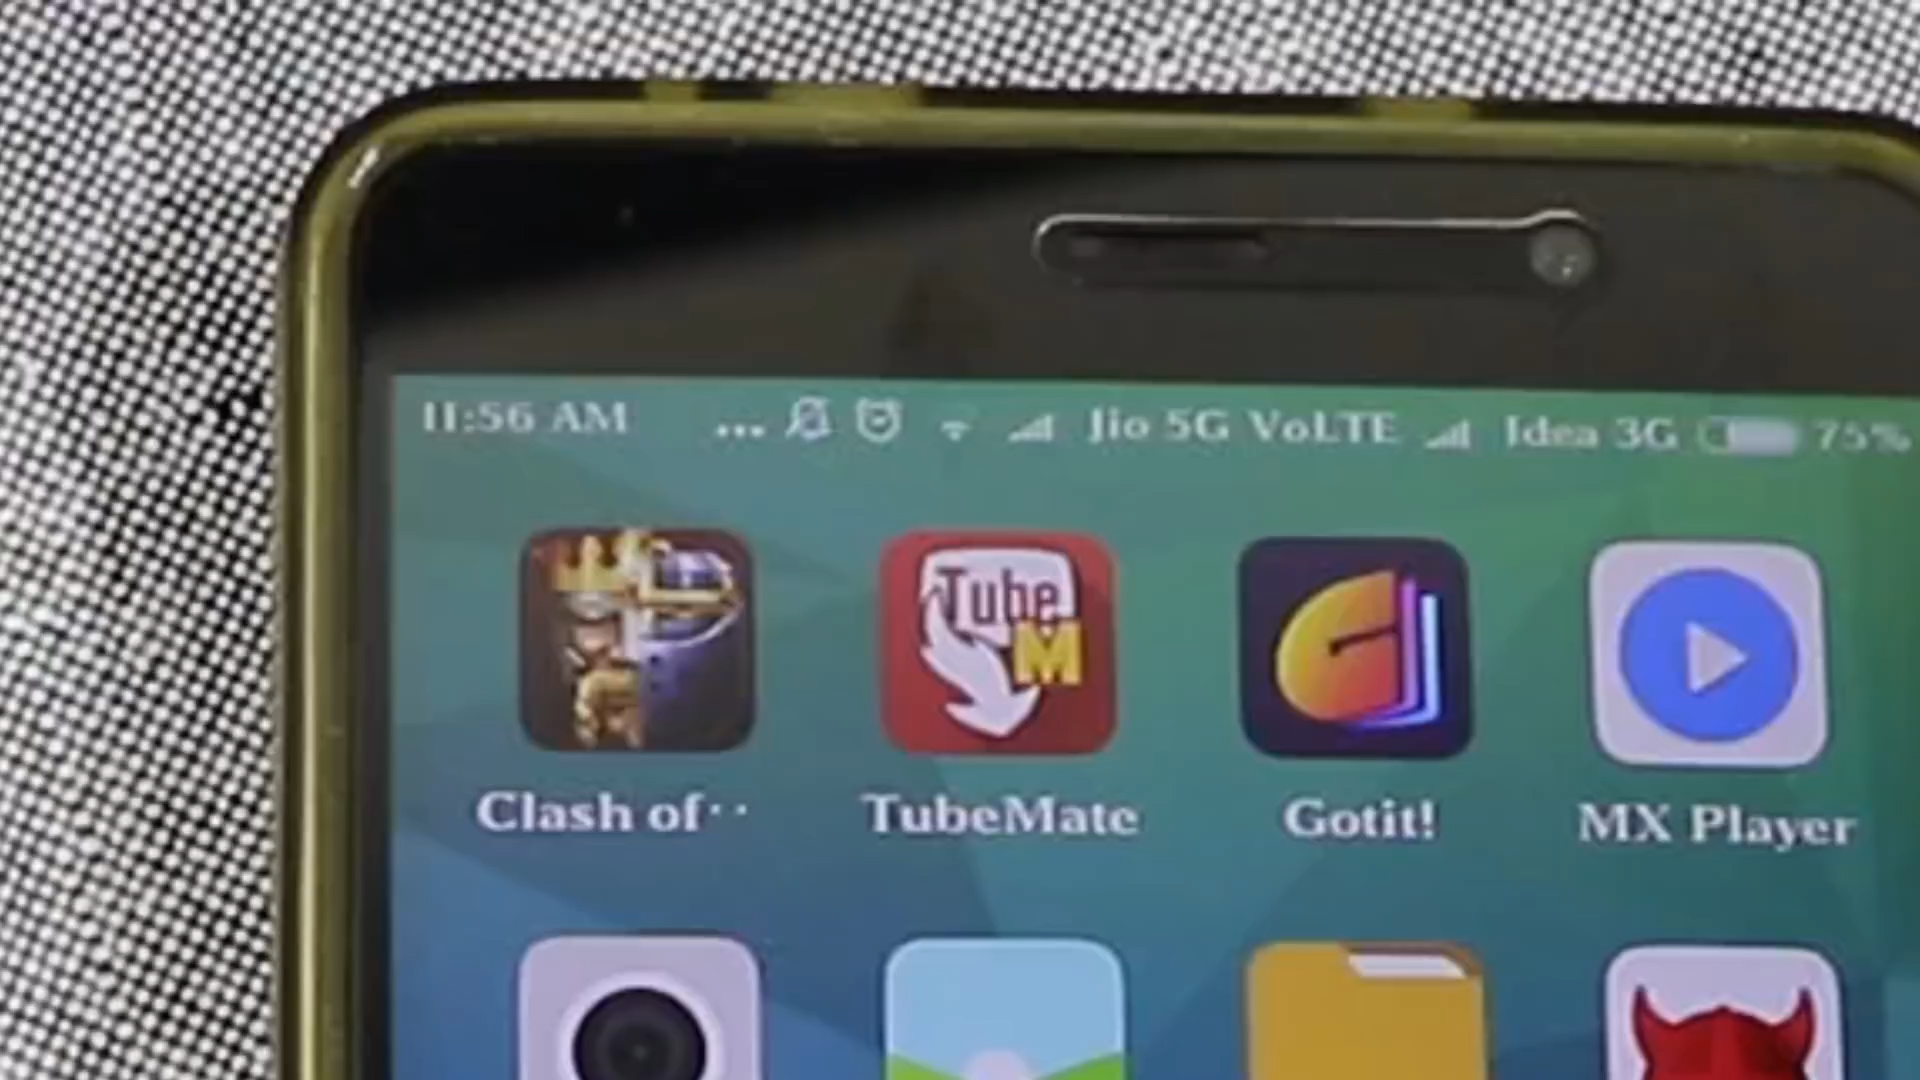 11:56 AM ... Jio 5G VoLTE Idea 3G 75%
Tube
M
Clash of·· TubeMate Gotit! MX Player